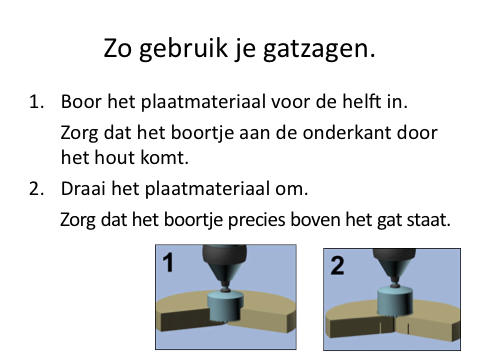 Zo gebruik je gatzagen.
1. Boor het plaatmateriaal voor de helft in.
Zorg dat het boortje aan de onderkant door
het hout komt.
2. Draai het plaatmateriaal om.
Zorg dat het boortje precies boven het gat staat.
1 2